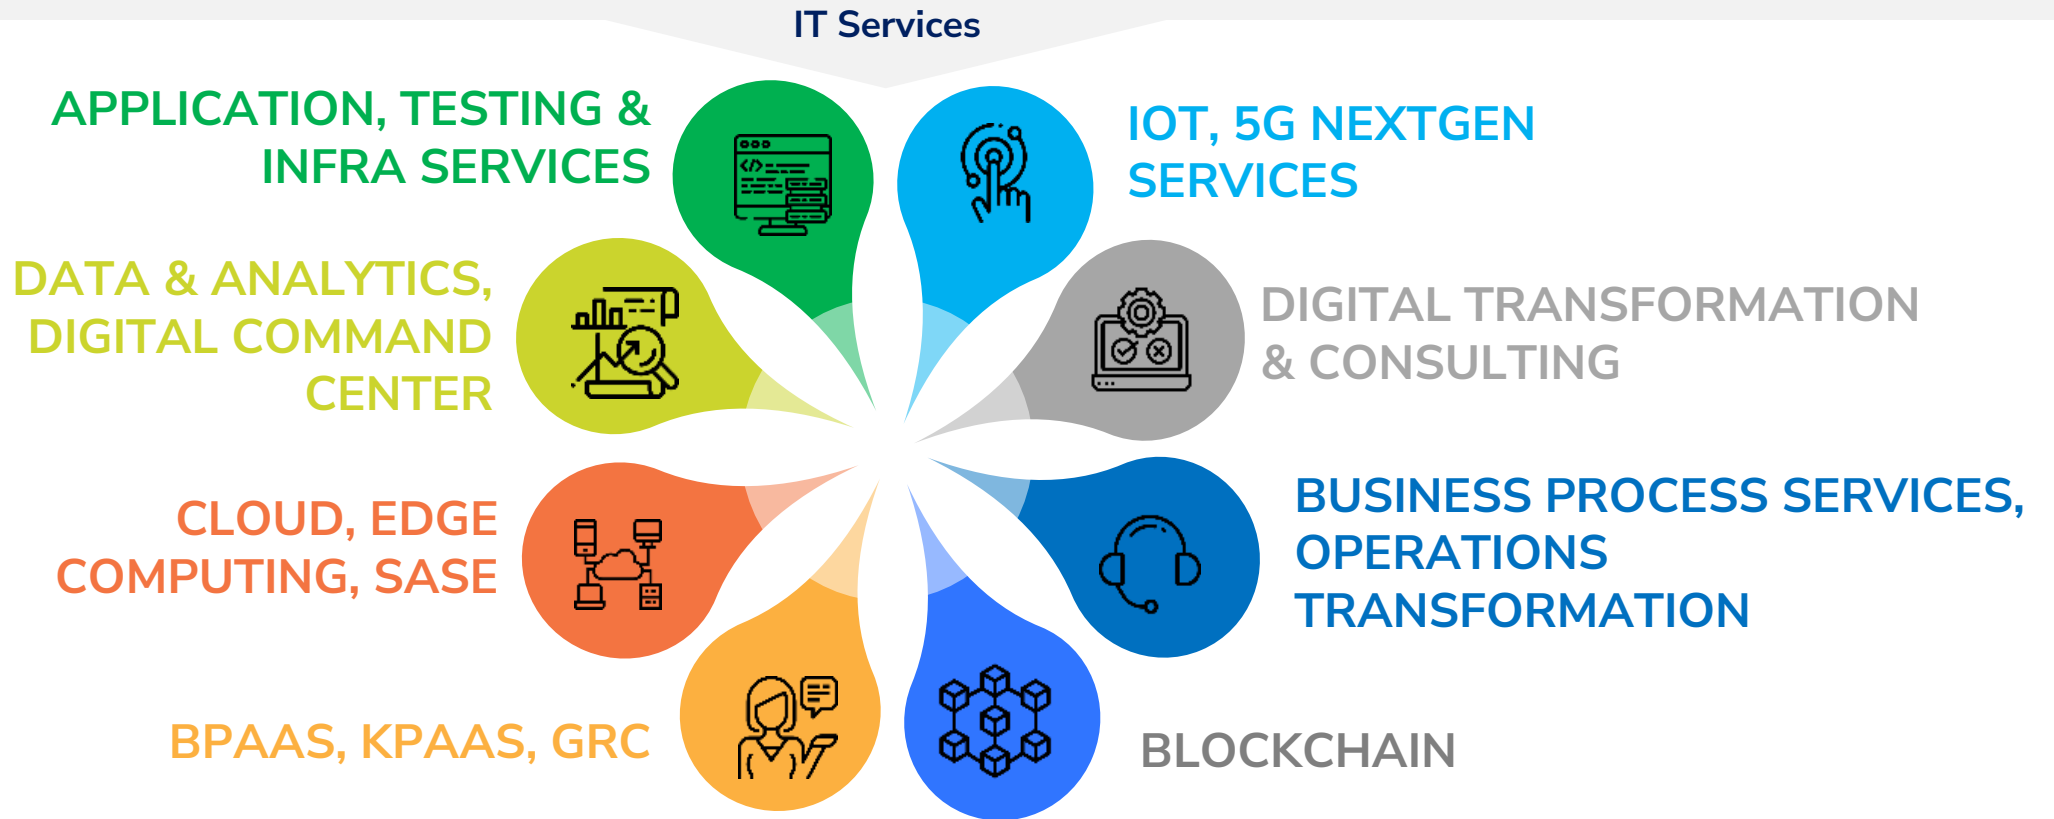 IT Services
APPLICATION, TESTING &
INFRA SERVICES
IOT, 5G NEXTGEN
SERVICES
DATA & ANALYTICS,
DIGITAL COMMAND
CENTER
DIGITAL TRANSFORMATION
& CONSULTING
CLOUD, EDGE
COMPUTING, SASE
BUSINESS PROCESS SERVICES,
OPERATIONS
TRANSFORMATION
BPAAS, KPAAS, GRC
BLOCKCHAIN